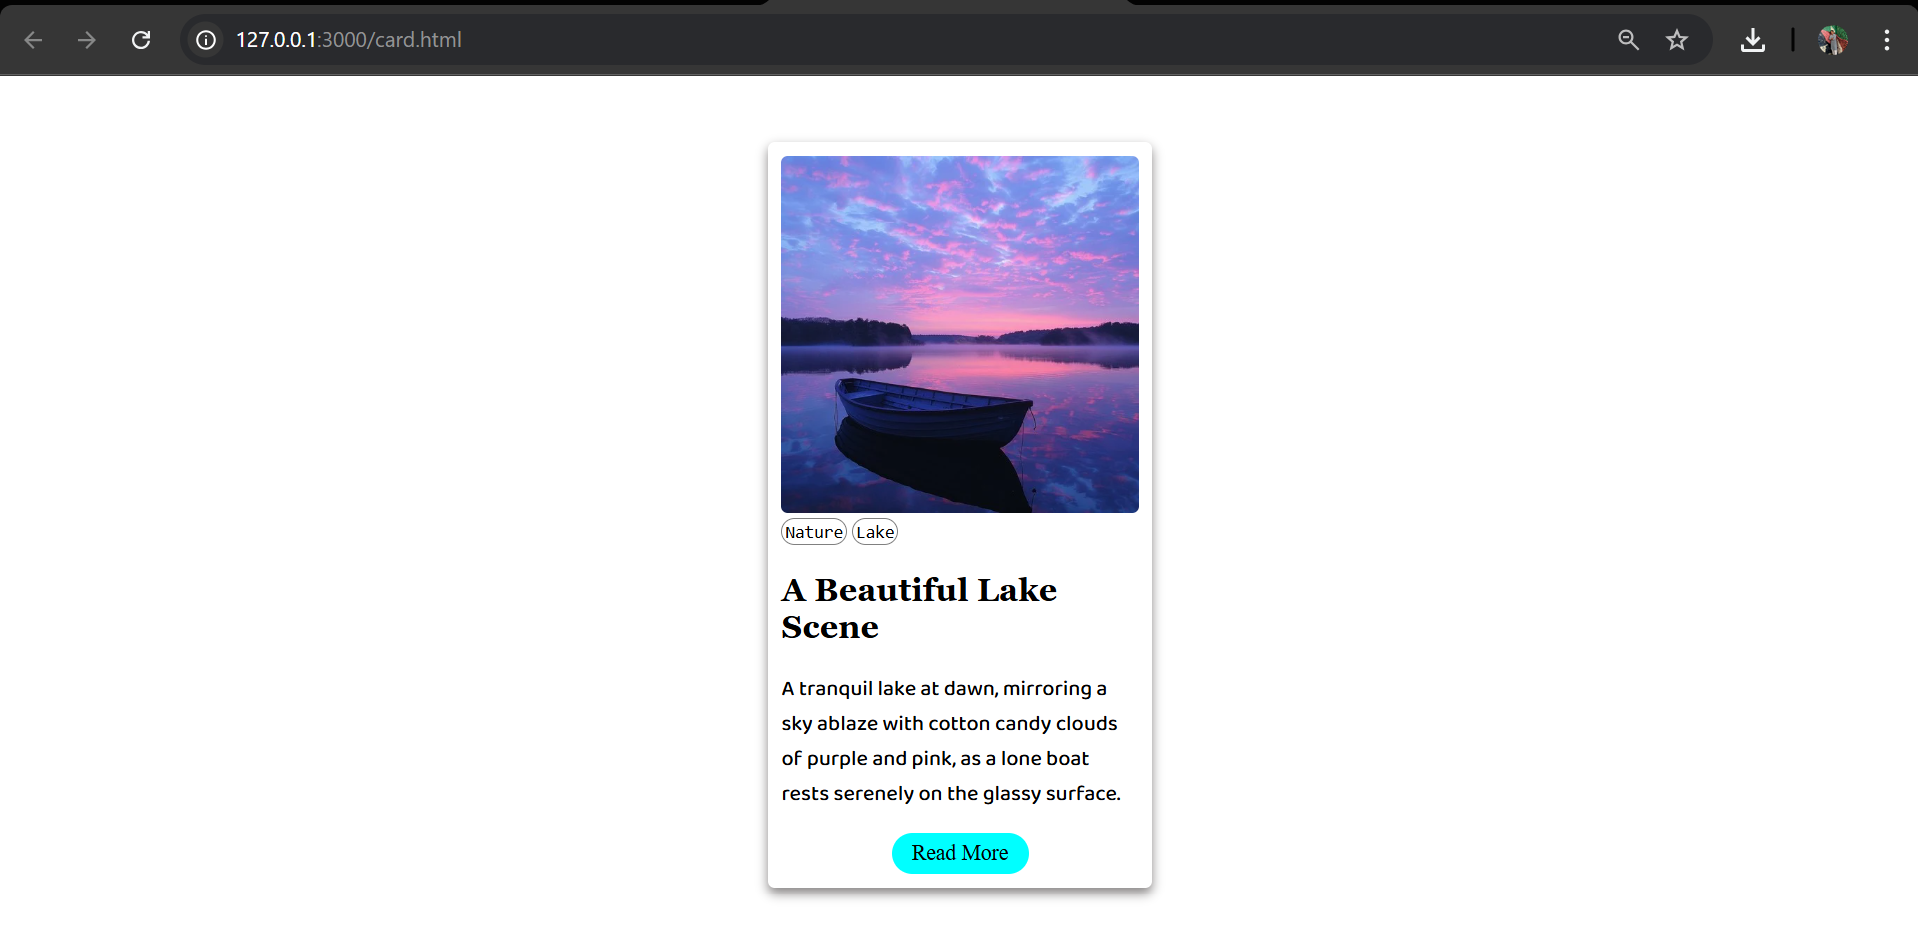 127.0.0.1:3000/card.html
Nature Lake
A Beautiful Lake
Scene
A tranquil lake at dawn, mirroring a
sky ablaze with cotton candy clouds
of purple and pink, as a lone boat
rests serenely on the glassy surface.
Read More